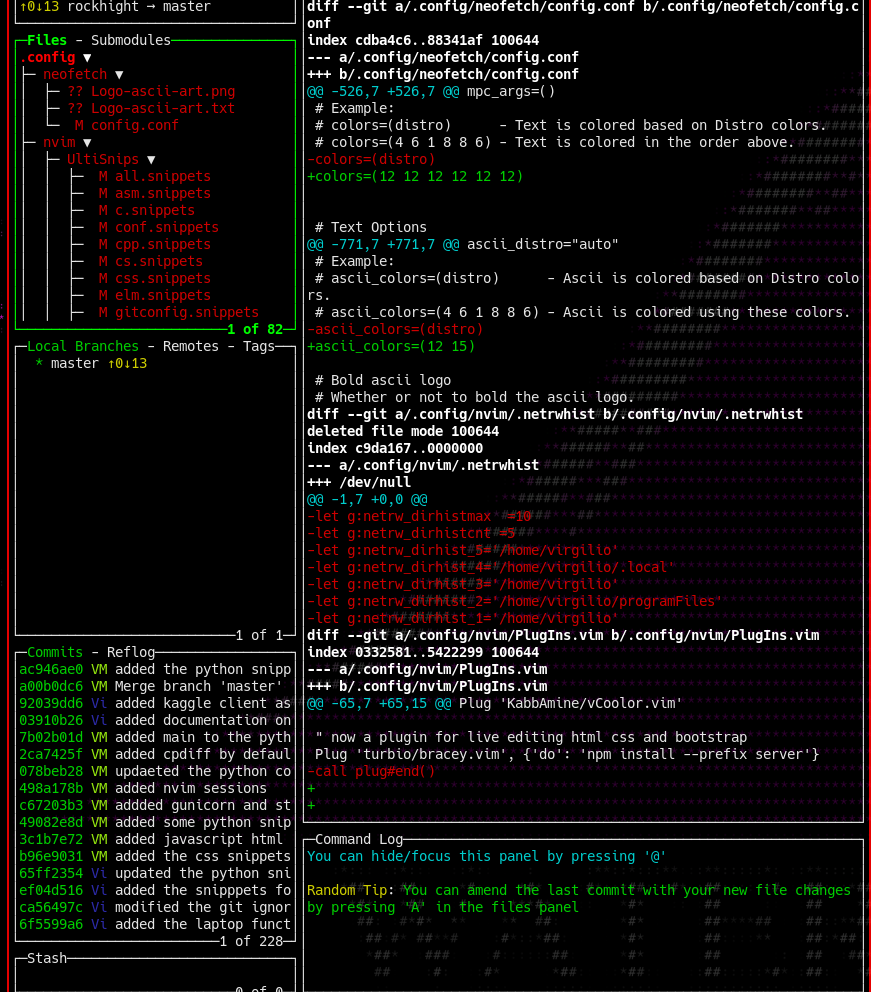 ↑0↓13 rockhight → master
Files - Submodules
.config ▼
neofetch ▼
?? Logo-ascii-art.png
?? Logo-ascii-art.txt
M config.conf
nvim ▼
UltiSnips ▼
M all.snippets
M asm.snippets
M c.snippets
M conf.snippets
M cpp.snippets
M cs.snippets
M css.snippets
M elm.snippets
M gitconfig.snippets
1 of 82
Local Branches - Remotes - Tags
* master ↑0↓13
1 of 1
Commits - Reflog
ac946ae0 VM added the python snipp
a00b0dc6 VM Merge branch 'master'
92039dd6 Vi added kaggle client as
03910b26 Vi added documentation on
7b02b01d VM added main to the pyth
2ca7425f VM added cpdiff by defaul
078beb28 VM updaeted the python co
498a178b VM added nvim sessions
c67203b3 VM addded gunicorn and st
49082e8d VM added some python snip
3c1b7e72 VM added javascript html
b96e9031 VM added the css snippets
65ff2354 Vi updated the python sni
ef04d516 Vi added the snipppets fo
ca56497c Vi modified the git ignor
6f5599a6 Vi added the laptop funct
1 of 228
Stash
0 of 0
diff --git a/.config/neofetch/config.conf b/.config/neofetch/config.c
onf
index cdba4c6..88341af 100644
--- a/.config/neofetch/config.conf
+++ b/.config/neofetch/config.conf
@@ -526,7 +526,7 @@ mpc_args=()
# Example:
# colors=(distro)      - Text is colored based on Distro colors.
# colors=(4 6 1 8 8 6) - Text is colored in the order above.
-colors=(distro)
+colors=(12 12 12 12 12 12)
# Text Options
@@ -771,7 +771,7 @@ ascii_distro="auto"
# Example:
# ascii_colors=(distro)      - Ascii is colored based on Distro colo
rs.
# ascii_colors=(4 6 1 8 8 6) - Ascii is colored using these colors.
-ascii_colors=(distro)
+ascii_colors=(12 15)
# Bold ascii logo
# Whether or not to bold the ascii logo.
diff --git a/.config/nvim/.netrwhist b/.config/nvim/.netrwhist
deleted file mode 100644
index c9da167..0000000
--- a/.config/nvim/.netrwhist
+++ /dev/null
@@ -1,7 +0,0 @@
-let g:netrw_dirhistmax  =10
-let g:netrw_dirhistcnt =5
-let g:netrw_dirhist_5='/home/virgilio'
-let g:netrw_dirhist_4='/home/virgilio/.local'
-let g:netrw_dirhist_3='/home/virgilio'
-let g:netrw_dirhist_2='/home/virgilio/programFiles'
-let g:netrw_dirhist_1='/home/virgilio'
diff --git a/.config/nvim/PlugIns.vim b/.config/nvim/PlugIns.vim
index 0332581..5422299 100644
--- a/.config/nvim/PlugIns.vim
+++ b/.config/nvim/PlugIns.vim
@@ -65,7 +65,15 @@ Plug 'KabbAmine/vCoolor.vim'
" now a plugin for live editing html css and bootstrap
Plug 'turbio/bracey.vim', {'do': 'npm install --prefix server'}
-call plug#end()
+
+
Command Log
You can hide/focus this panel by pressing '@'
Random Tip: You can amend the last commit with your new file changes
by pressing 'A' in the files panel